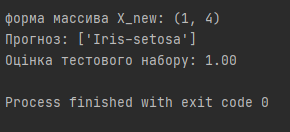 форма массива X_new: (1, 4)
Прогноз: ['Iris-setosa']
Оцінка тестового набору: 1.00
Process finished with exit code 0